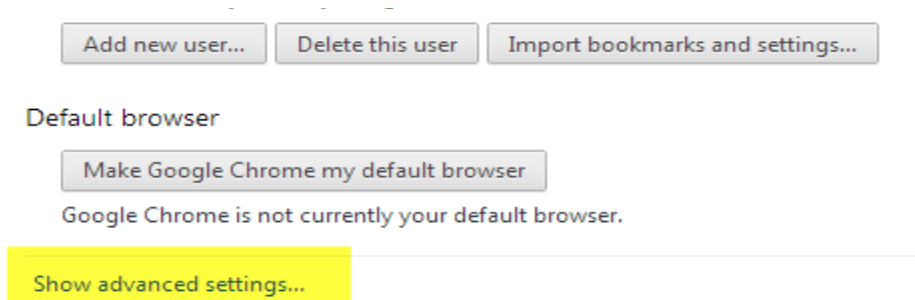 Add new user... Delete this user Import bookmarks and settings...
Default browser
Make Google Chrome my default browser
Google Chrome is not currently your default browser.
Show advanced settings...